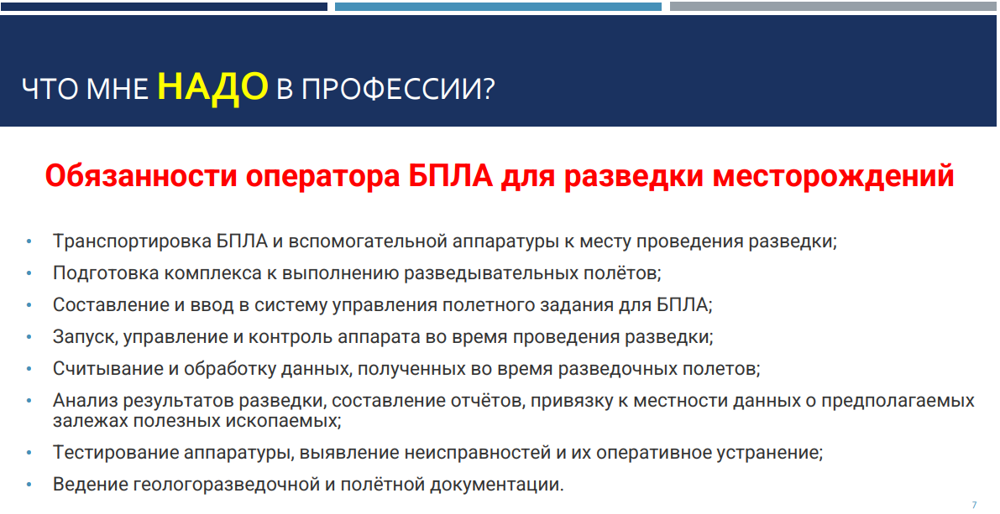 ЧТО МНЕ НАДО В ПРОФЕССИИ?
Обязанности оператора БПЛА для разведки месторождений
• Транспортировка БПЛА и вспомогательной аппаратуры к месту проведения разведки;
• Подготовка комплекса к выполнению разведывательных полётов;
• Составление и ввод в систему управления полетного задания для БПЛА;
• Запуск, управление и контроль аппарата во время проведения разведки;
• Считывание и обработку данных, полученных во время разведочных полетов;
• Анализ результатов разведки, составление отчётов, привязку к местности данных о предполагаемых
залежах полезных ископаемых;
• Тестирование аппаратуры, выявление неисправностей и их оперативное устранение;
• Ведение геологоразведочной и полётной документации.
7